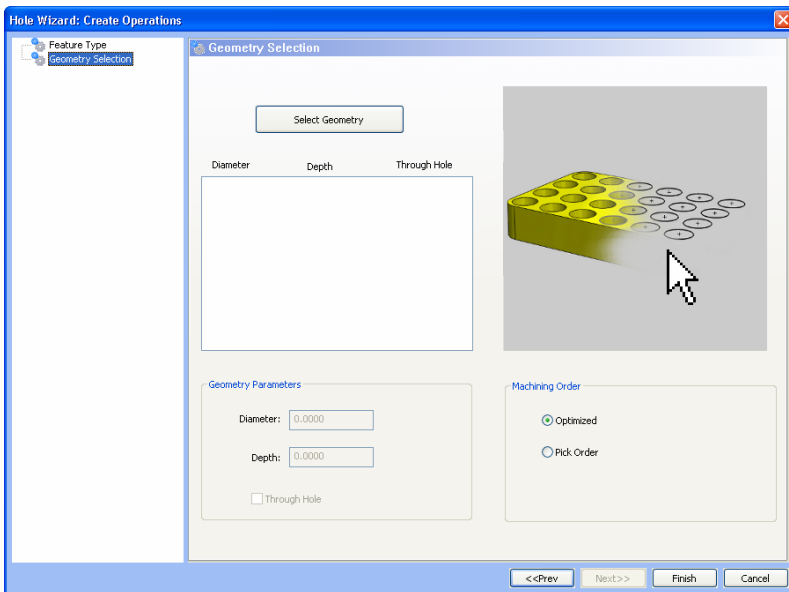 Hole Wizard: Create Operations
Feature Type
Geometry Selection
Geometry Selection
Select Geometry
Diameter Depth Through Hole
Geometry Parameters
Diameter: 0.0000
Depth: 0.0000
Through Hole
Machining Order
Optimized
Pick Order
<<Prev Next>> Finish Cancel